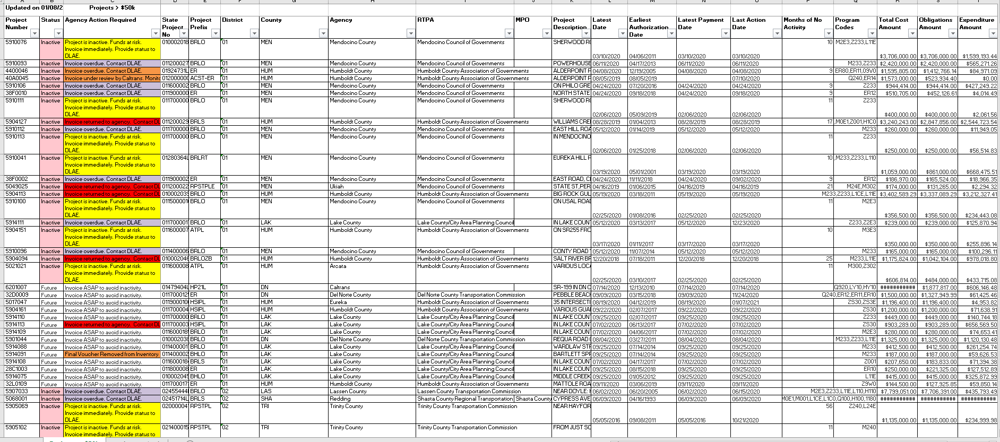 Updated on 01/08/2 Projects > $50k
Project Number Status Agency Action Required State Project No Project Prefix District County Agency RTPA MPO Project Description Latest Date Earliest Authorization Date Latest Payment Date Last Action Date Months of No Activity Program Codes Total Cost Amount Obligations Amount Expenditure Amount
5910076 Inactive Project is inactive. Funds at risk. Invoice immediately. Provide status to DLAE. 010002018 BRLO 01 MEN Mendocino County Mendocino Council of Governments SHERWOOD RO 03/10/2020 04/06/2011 03/10/2020 03/10/2020 10 M2E3,Z233,L11E $3,706,000.00 $3,706,000.00 $1,599,193.44
5910093 Inactive Invoice overdue. Contact DLAE. 011200027 BRLO 01 MEN Mendocino County Mendocino Council of Governments POWERHOUSE 06/11/2020 04/17/2013 06/11/2020 06/11/2020 M233,Z233 $2,420,000.00 $2,420,000.00 $565,271.26
4400046 Inactive Invoice overdue. Contact DLAE. 01924731L ER 01 HUM Humboldt County Humboldt County Association of Governments ALDERPOINT 04/08/2020 12/19/2005 04/08/2020 04/08/2020 9 ER80,ER11,09V0 $1,595,805.00 $1,412,766.14 $84,971.09
40A0045 Inactive Invoice under review by Caltrans. Monito 012000000 ACST-ER 01 HUM Humboldt County Humboldt County Association of Governments ALDERPOINT 08/05/2019 08/05/2019 07/10/2020 Q240,ER14 $1,573,000.00 $523,934.40 $0.00
5910106 Inactive Invoice overdue. Contact DLAE. 011600002 BRLO 01 MEN Mendocino County Mendocino Council of Governments ON PHILO GRE 04/24/2020 07/20/2016 04/24/2020 04/24/2020 9 Z233 $944,414.00 $944,414.00 $427,249.22
38F0010 Inactive Invoice overdue. Contact DLAE. 011900000 ER 01 MEN Mendocino County Mendocino Council of Governments NORTH STATE 04/24/2020 09/18/2018 04/24/2020 09/18/2020 9 ER12 $510,705.00 $452,126.61 $4,014.49
5910111 Inactive Project is inactive. Funds at risk. Invoice immediately. Provide status to DLAE. 011700000 BRLO 01 MEN Mendocino County Mendocino Council of Governments SHERWOOD RO 02/06/2020 05/09/2019 02/06/2020 02/06/2020 11 Z233 $400,000.00 $400,000.00 $2,061.56
5904127 Inactive Invoice returned to agency. Contact DL 011200029 BRLS 01 HUM Humboldt County Humboldt County Association of Governments WILLIAMS CRE 08/28/2019 01/04/2013 08/28/2019 08/28/2019 17 ,M0E1,Z001,H1C0 $3,240,243.00 $2,847,856.00 $2,544,723.54
5910112 Inactive Invoice overdue. Contact DLAE. 011700000 BRLO 01 MEN Mendocino County Mendocino Council of Governments EAST HILL ROA 05/12/2020 01/14/2019 05/12/2020 05/12/2020 M233 $260,000.00 $260,000.00 $11,949.05
5910113 Inactive Project is inactive. Funds at risk. Invoice immediately. Provide status to DLAE. 011700000 BRLO 01 MEN Mendocino County Mendocino Council of Governments IN MENDOCINO 02/06/2020 01/25/2018 02/06/2020 02/06/2020 11 Z233 $250,000.00 $250,000.00 $56,514.83
5910041 Inactive Project is inactive. Funds at risk. Invoice immediately. Provide status to DLAE. 01280364L BRLRT 01 MEN Mendocino County Mendocino Council of Governments EUREKA HILL 03/19/2020 05/01/2001 03/19/2020 03/19/2020 10 ,M233,Z233,L110 $1,059,000.00 $861,000.00 $668,475.51
38F0002 Inactive Invoice overdue. Contact DLAE. 011900002 ER 01 MEN Mendocino County Mendocino Council of Governments EAST ROAD, C 04/24/2020 11/11/2018 04/24/2020 09/02/2020 9 ER12 $186,970.00 $165,524.00 $18,966.35
5049025 Inactive Invoice returned to agency. Contact DL 011200022 RPSTPLE 01 MEN Ukiah Mendocino Council of Governments STATE ST,PER 04/16/2019 01/06/2015 04/16/2019 04/16/2019 21 M24E,M302 $174,000.00 $131,265.00 $2,294.32
5904113 Inactive Invoice returned to agency. Contact DL 010002033 BRLO 01 HUM Humboldt County Humboldt County Association of Governments BIG ROCK GUL 05/19/2020 03/18/2011 05/19/2020 05/19/2020 M233,Z233,L1CE,L11E $3,402,589.29 $3,337,089.29 $3,212,327.41
5910100 Inactive Project is inactive. Funds at risk. Invoice immediately. Provide status to DLAE. 011500001 BRLO 01 MEN Mendocino County Mendocino Council of Governments ON USAL ROAD 02/25/2020 01/08/2016 02/25/2020 02/25/2020 11 M2E3 $356,500.00 $356,500.00 $234,443.08
5914111 Inactive Invoice overdue. Contact DLAE. 011700001 BRLO 01 LAK Lake County Lake County/City Area Planning Council IN LAKE COUN 05/12/2020 03/13/2017 05/12/2020 12/23/2020 Z233,Z2E3 $239,000.00 $239,000.00 $125,870.94
5904151 Inactive Project is inactive. Funds at risk. Invoice immediately. Provide status to DLAE. 011600007 ATPL 01 HUM Humboldt County Humboldt County Association of Governments ON SR255 FRO 03/17/2020 01/11/2017 03/17/2020 03/17/2020 10 M3E3 $350,000.00 $350,000.00 $255,896.14
5910096 Inactive Invoice overdue. Contact DLAE. 011400006 BRLO 01 MEN Mendocino County Mendocino Council of Governments CONTY ROAD 05/12/2020 11/07/2014 05/12/2020 05/12/2020 M233 $165,000.00 $165,000.00 $100,296.11
5904094 Inactive Invoice returned to agency. Contact DL 010002046 BRLOZB 01 HUM Humboldt County Humboldt County Association of Governments SALT RIVER BR 12/20/2018 07/18/2011 12/20/2018 12/20/2018 25 M233,L11E $1,175,824.00 $1,042,104.00 $978,018.80
5021021 Inactive Project is inactive. Funds at risk. Invoice immediately. Provide status to DLAE. 011600008 ATPL 01 HUM Arcata Humboldt County Association of Governments VARIOUS LOCA 02/25/2020 03/10/2017 02/25/2020 02/25/2020 11 M300,Z302 $606,814.00 $484,000.00 $433,715.08
6201007 Future Invoice ASAP to avoid inactivity. 01479404L HP21L 01 DN Caltrans SR-199 IN DN C 07/14/2020 12/13/2010 07/14/2020 07/14/2020 Q920,LY10,HY10 ########### $1,877,817.00 $606,146.48
32D0009 Future Invoice ASAP to avoid inactivity. 011700012 ER 01 DN Del Norte County Del Norte County Transportation Commission PEBBLE BEACH 09/09/2020 03/15/2018 09/09/2020 11/24/2020 Q240,ER12,ER11,ER10 $1,500,000.00 $1,327,949.99 $61,425.46
5017047 Future Invoice ASAP to avoid inactivity. 011900010 HSIPL 01 HUM Eureka Humboldt County Association of Governments 35 INTERSECTI 08/19/2020 04/12/2019 08/19/2020 01/07/2021 ZS30,ZS3E $1,196,400.00 $1,196,400.00 $4,953.82
5904161 Future Invoice ASAP to avoid inactivity. 011700004 HSIPL 01 HUM Humboldt County Humboldt County Association of Governments VARIOUS GUA 09/22/2020 02/07/2017 09/22/2020 09/22/2020 ZS30 $1,200,000.00 $1,200,000.00 $71,638.91
5914110 Future Invoice ASAP to avoid inactivity. 011700000 BRLO 01 LAK Lake County Lake County/City Area Planning Council IN LAKE COUN 09/25/2020 03/13/2017 09/25/2020 09/25/2020 Z233 $449,000.00 $449,000.00 $140,744.18
5914113 Future Invoice returned to agency. Contact DL 011700003 HSIPL 01 LAK Lake County Lake County/City Area Planning Council IN LAKE COUN 07/02/2020 06/13/2017 07/02/2020 07/02/2020 ZS30 $903,289.00 $903,289.00 $656,569.50
5914109 Future Invoice ASAP to avoid inactivity. 011600018 BRLO 01 LAK Lake County Lake County/City Area Planning Council IN LAKE COUN 07/02/2020 04/06/2017 07/02/2020 07/02/2020 M2E3 $280,000.00 $280,000.00 $74,653.41
5901044 Future Invoice ASAP to avoid inactivity. 010002038 BRLO 01 DN Del Norte County Del Norte County Transportation Commission REQUA ROAD 08/04/2020 03/27/2011 08/04/2020 08/04/2020 M233,Z233,L11E $1,325,000.00 $1,325,000.00 $1,120,130.48
5914088 Future Invoice ASAP to avoid inactivity. 011400001 BRLO 01 LAK Lake County Lake County/City Area Planning Council WARDLAW ST 09/25/2020 07/14/2014 09/25/2020 09/25/2020 M233 $412,500.00 $412,500.00 $261,254.74
5914091 Future Final Voucher Removed from Inventory 011400002 BHLO 01 LAK Lake County Lake County/City Area Planning Council BARTLETT SPR 09/25/2020 07/14/2014 09/25/2020 09/25/2020 M233 $187,000.00 $187,000.00 $59,626.53
5914108 Future Invoice ASAP to avoid inactivity. 011600018 BRLS 01 LAK Lake County Lake County/City Area Planning Council IN LAKE COUN 07/02/2020 04/17/2017 07/02/2020 07/02/2020 Z001 $207,650.00 $183,833.00 $71,394.38
28C1003 Future Invoice ASAP to avoid inactivity. 011800008 ER 01 LAK Lake County Lake County/City Area Planning Council IN LAKE COUN 09/25/2020 08/15/2018 09/25/2020 09/25/2020 ER10 $250,000.00 $221,325.00 $127,512.89
5914075 Future Invoice ASAP to avoid inactivity. 010002045 BHLO 01 LAK Lake County Lake County/City Area Planning Council MIDDLE CREEK 09/25/2020 01/05/2012 09/25/2020 09/25/2020 L11E $415,000.00 $415,000.00 $325,872.99
32L0109 Future Invoice ASAP to avoid inactivity. 011700017 ER 01 HUM Humboldt County Humboldt County Association of Governments MATTOLE ROA 09/11/2020 03/06/2019 09/11/2020 09/11/2020 Z9W0 $144,500.00 $127,925.85 $59,850.14
5907033 Inactive Invoice overdue. Contact DLAE. 02455444L BRLO 02 LAS Lassen County Lassen County Transportation Commission NEAR DOYLE: 06/02/2020 06/20/2005 06/02/2020 06/15/2020 M2E3,Z233,L11E,L110,H110 $7,799,051.00 $7,706,391.00 $435,793.49
5068001 Inactive Invoice overdue. Contact DLAE. 02451714L BRLS 02 SHA Redding Shasta County Regional Transportation Shasta County CYPRESS AVE 06/09/2020 04/16/1993 06/09/2020 06/09/2020 M0E1,M001,L1CE,L1C0,Q100,H100,1180 ########### ########### ###########
5905069 Inactive Project is inactive. Funds at risk. Invoice immediately. Provide status to DLAE. 020000004 RPSTPL 02 TRI Trinity County Trinity County Transportation Commission NEAR HAYFOR 05/05/2016 09/08/2011 05/05/2016 10/21/2020 56 Z240,L24E $1,135,000.00 $1,135,000.00 $234,999.98
5905102 Inactive Project is inactive. Funds at risk. Invoice immediately. Provide status to 021400015 RPSTPL 02 TRI Trinity County Trinity County Transportation Commission FROM JUST SO 11 M240